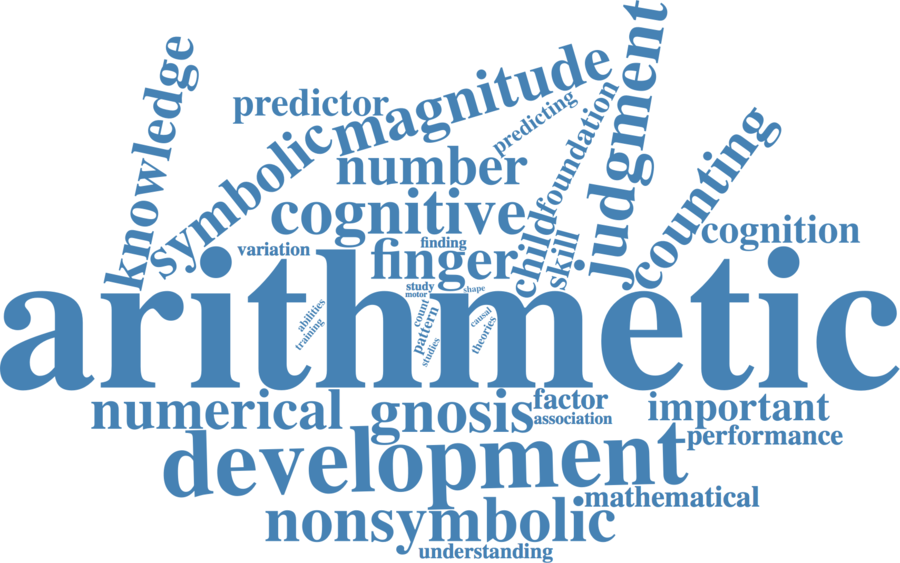 knowledge
predictor
symbolic
magnitude
predicting
foundation
judgment
counting
number
cognitive
child
skill
cognition
variation
finding
finger
study
motor
shape
arithmetic
abilities
training
count
pattern
studies
causal
theories
numerical
gnosis
factor
association
important
performance
development
mathematical
nonsymbolic
understanding